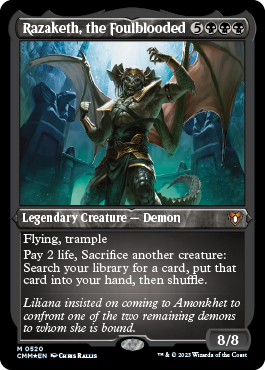 Razaketh, the Foulblooded 5
Legendary Creature — Demon
Flying, trample
Pay 2 life, Sacrifice another creature:
Search your library for a card, put that
card into your hand, then shuffle.
Liliana insisted on coming to Amonkhet to
confront one of the two remaining demons
to whom she is bound.
8/8
M 0520
CMM★EN Chris Rallis
™ & © 2023 Wizards of the Coast